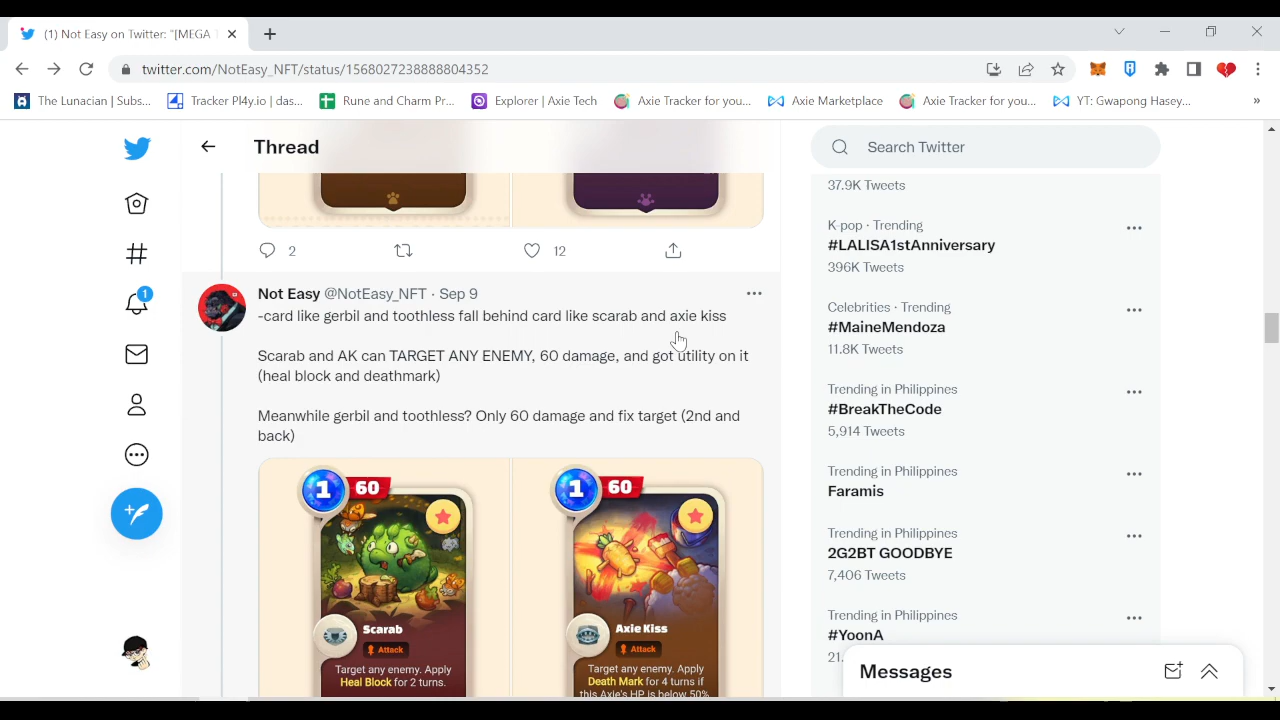 (1) Not Easy on Twitter: "[MEGA
twitter.com/NotEasy_NFT/status/1568027238888804352
The Lunacian | Subs...
Tracker Pl4y.io | das...
Rune and Charm Pr...
Explorer | Axie Tech
Axie Tracker for you...
Axie Marketplace
Axie Tracker for you...
YT: Gwapong Hasey...
»
Thread
2
12
Not Easy @NotEasy_NFT · Sep 9
-card like gerbil and toothless fall behind card like scarab and axie kiss
Scarab and AK can TARGET ANY ENEMY, 60 damage, and got utility on it
(heal block and deathmark)
Meanwhile gerbil and toothless? Only 60 damage and fix target (2nd and
back)
1
60
Scarab
Attack
Target any enemy. Apply
Heal Block for 2 turns.
1
60
Axie Kiss
Attack
Target any enemy. Apply
Death Mark for 4 turns if
this Axie's HP is below 50%
1
Search Twitter
37.9K Tweets
K-pop · Trending
#LALISA1stAnniversary
396K Tweets
Celebrities · Trending
#MaineMendoza
11.8K Tweets
Trending in Philippines
#BreakTheCode
5,914 Tweets
Trending in Philippines
Faramis
Trending in Philippines
2G2BT GOODBYE
7,406 Tweets
Trending in Philippines
#YoonA
21.
Messages